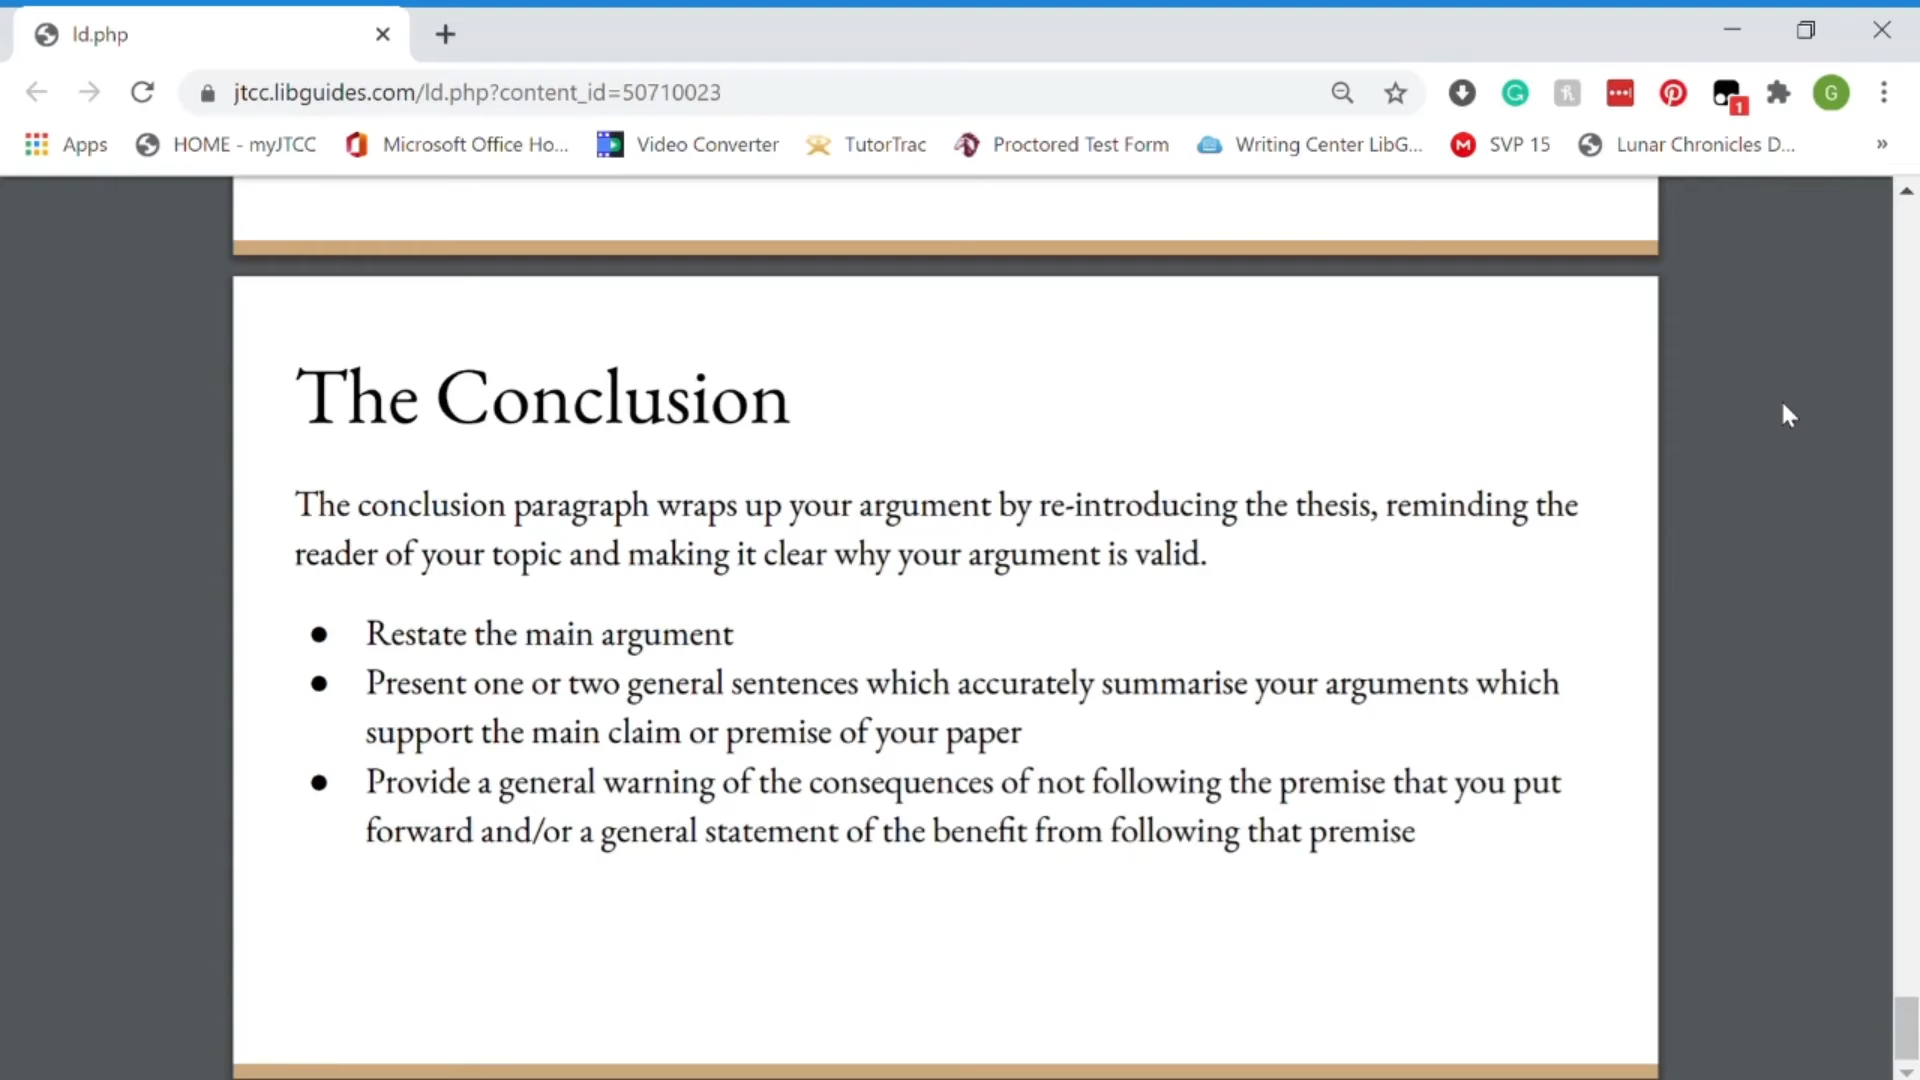 ld.php
jtcc.libguides.com/ld.php?content_id=50710023
1
G
Apps
HOME - myJTCC
Microsoft Office Ho...
Video Converter
TutorTrac
Proctored Test Form
Writing Center LibG...
M
SVP 15
Lunar Chronicles D...
»
The Conclusion
The conclusion paragraph wraps up your argument by re-introducing the thesis, reminding the
reader of your topic and making it clear why your argument is valid.
● Restate the main argument
● Present one or two general sentences which accurately summarise your arguments which
support the main claim or premise of your paper
● Provide a general warning of the consequences of not following the premise that you put
forward and/or a general statement of the benefit from following that premise